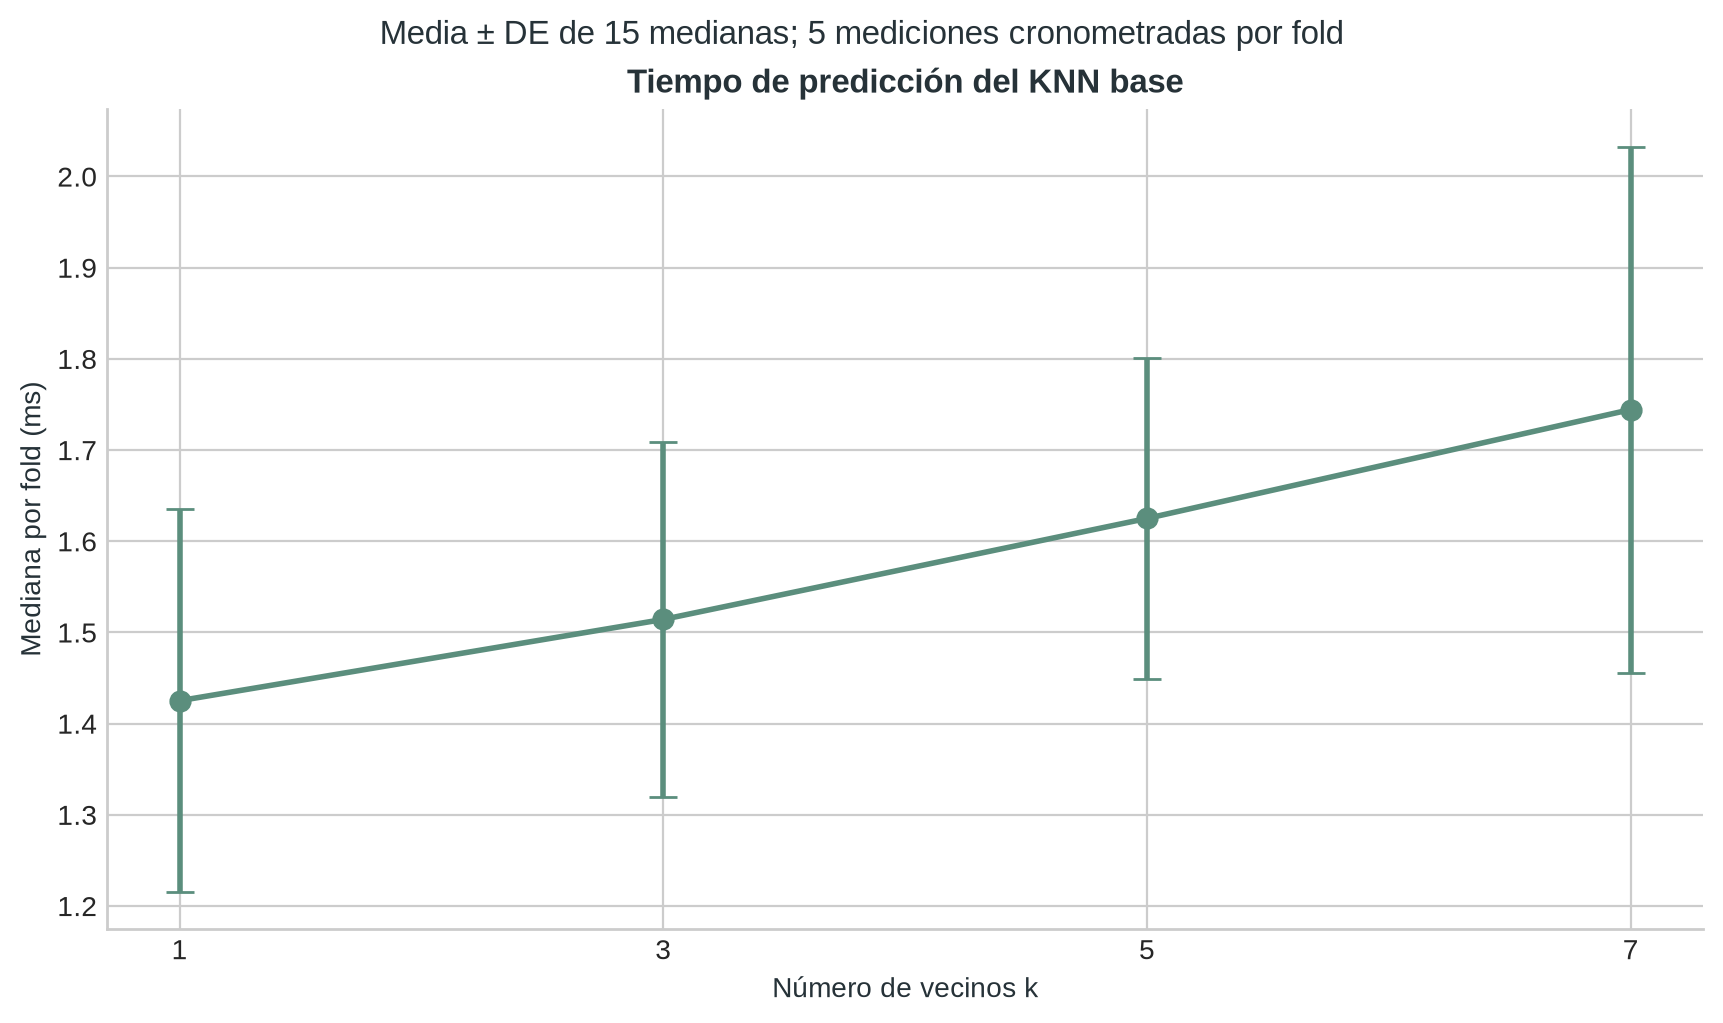 Media ± DE de 15 medianas; 5 mediciones cronometradas por fold
Tiempo de predicción del KNN base
Mediana por fold (ms)
2.0
1.9
1.8
1.7
1.6
1.5
1.4
1.3
1.2
1 3 5 7
Número de vecinos k